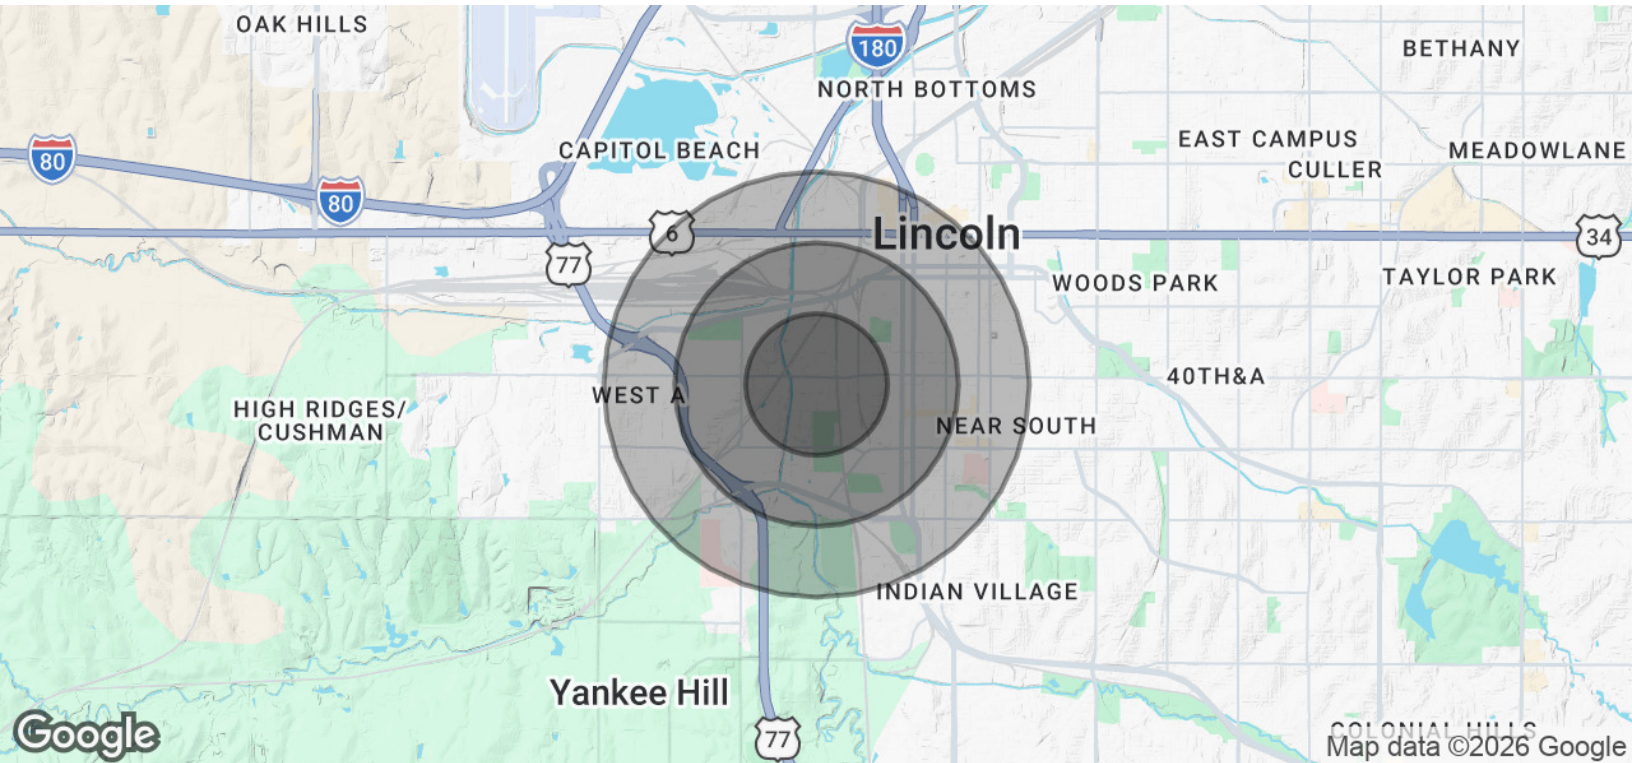 OAK HILLS
180
BETHANY
NORTH BOTTOMS
EAST CAMPUS
CAPITOL BEACH
MEADOWLANE
80
CULLER
80
6
Lincoln
34
77
WOODS PARK
TAYLOR PARK
40TH&A
WEST A
HIGH RIDGES/
CUSHMAN
NEAR SOUTH
INDIAN VILLAGE
Yankee Hill
77
COLONIAL HILLS
Google
Map data ©2026 Google